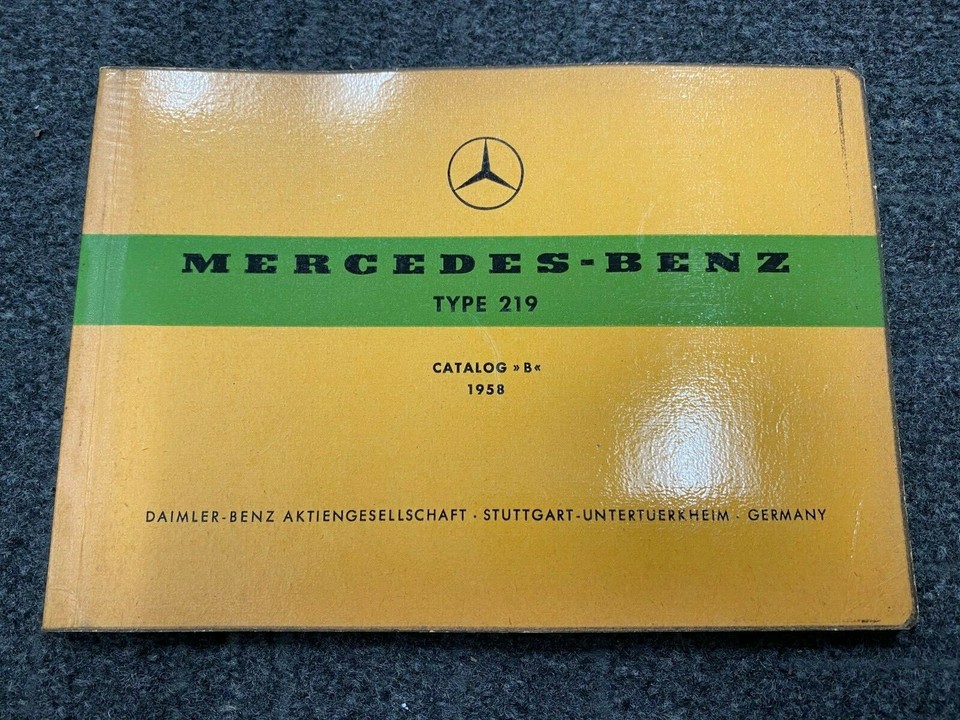 MERCEDES-BENZ
TYPE 219
CATALOG »B«
1958
DAIMLER-BENZ AKTIENGESELLSCHAFT · STUTTGART-UNTERTUERKHEIM · GERMANY